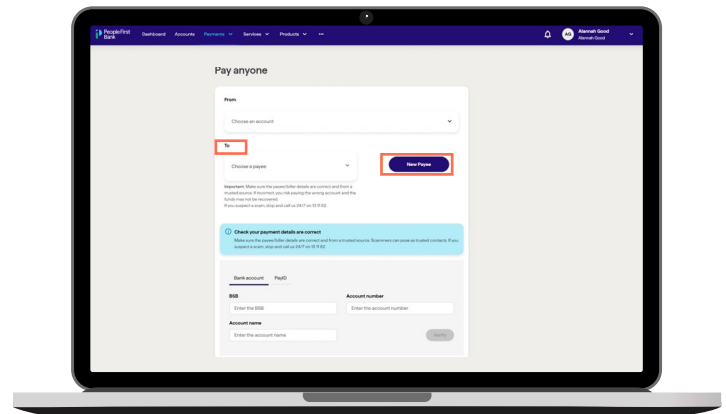 People First
Bank
Dashboard Accounts Payments Services Products
AG
Alannah Good
Alannah Good
Pay anyone
From
Choose an account
To
Choose a payee
New Payee
Important: Make sure the payee/biller details are correct and from a
trusted source. If incorrect, you risk paying the wrong account and the
funds may not be recovered.
If you suspect a scam, stop and call us 24/7 on 13 11 82.
Check your payment details are correct
Make sure the payee/biller details are correct and from a trusted source. Scammers can pose as trusted contacts. If you
suspect a scam, stop and call us 24/7 on 13 11 82.
Bank account PayID
BSB
Enter the BSB
Account number
Enter the account number
Account name
Enter the account name
Verify